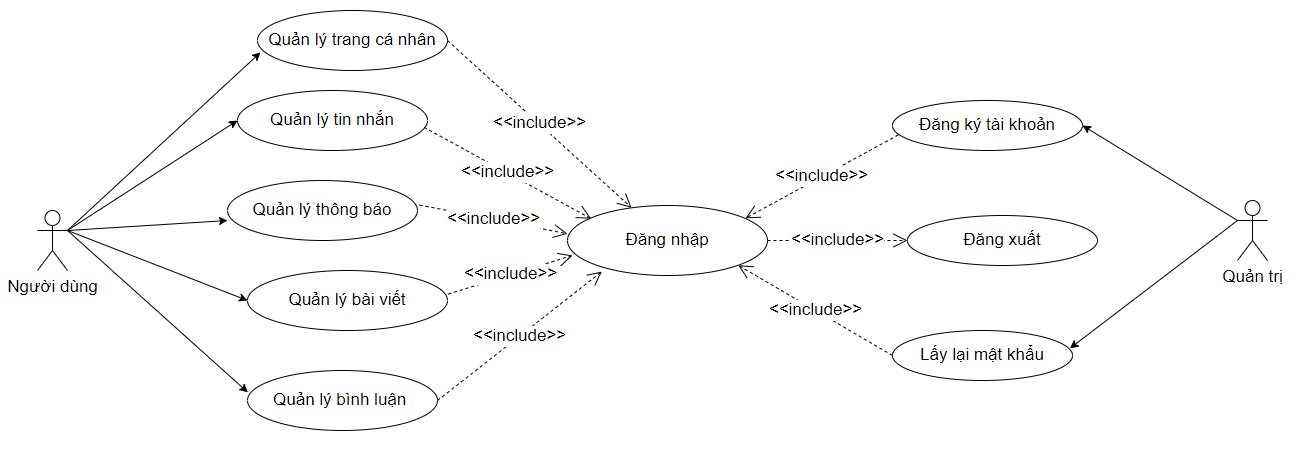 Quản lý trang cá nhân
<<include>>
Quản lý tin nhắn
<<include>>
Đăng ký tài khoản
<<include>>
<<include>>
Quản lý thông báo
<<include>>
Đăng nhập
<<include>>
Đăng xuất
Người dùng
Quản trị
Quản lý bài viết
<<include>>
<<include>>
<<include>>
Lấy lại mật khẩu
Quản lý bình luận